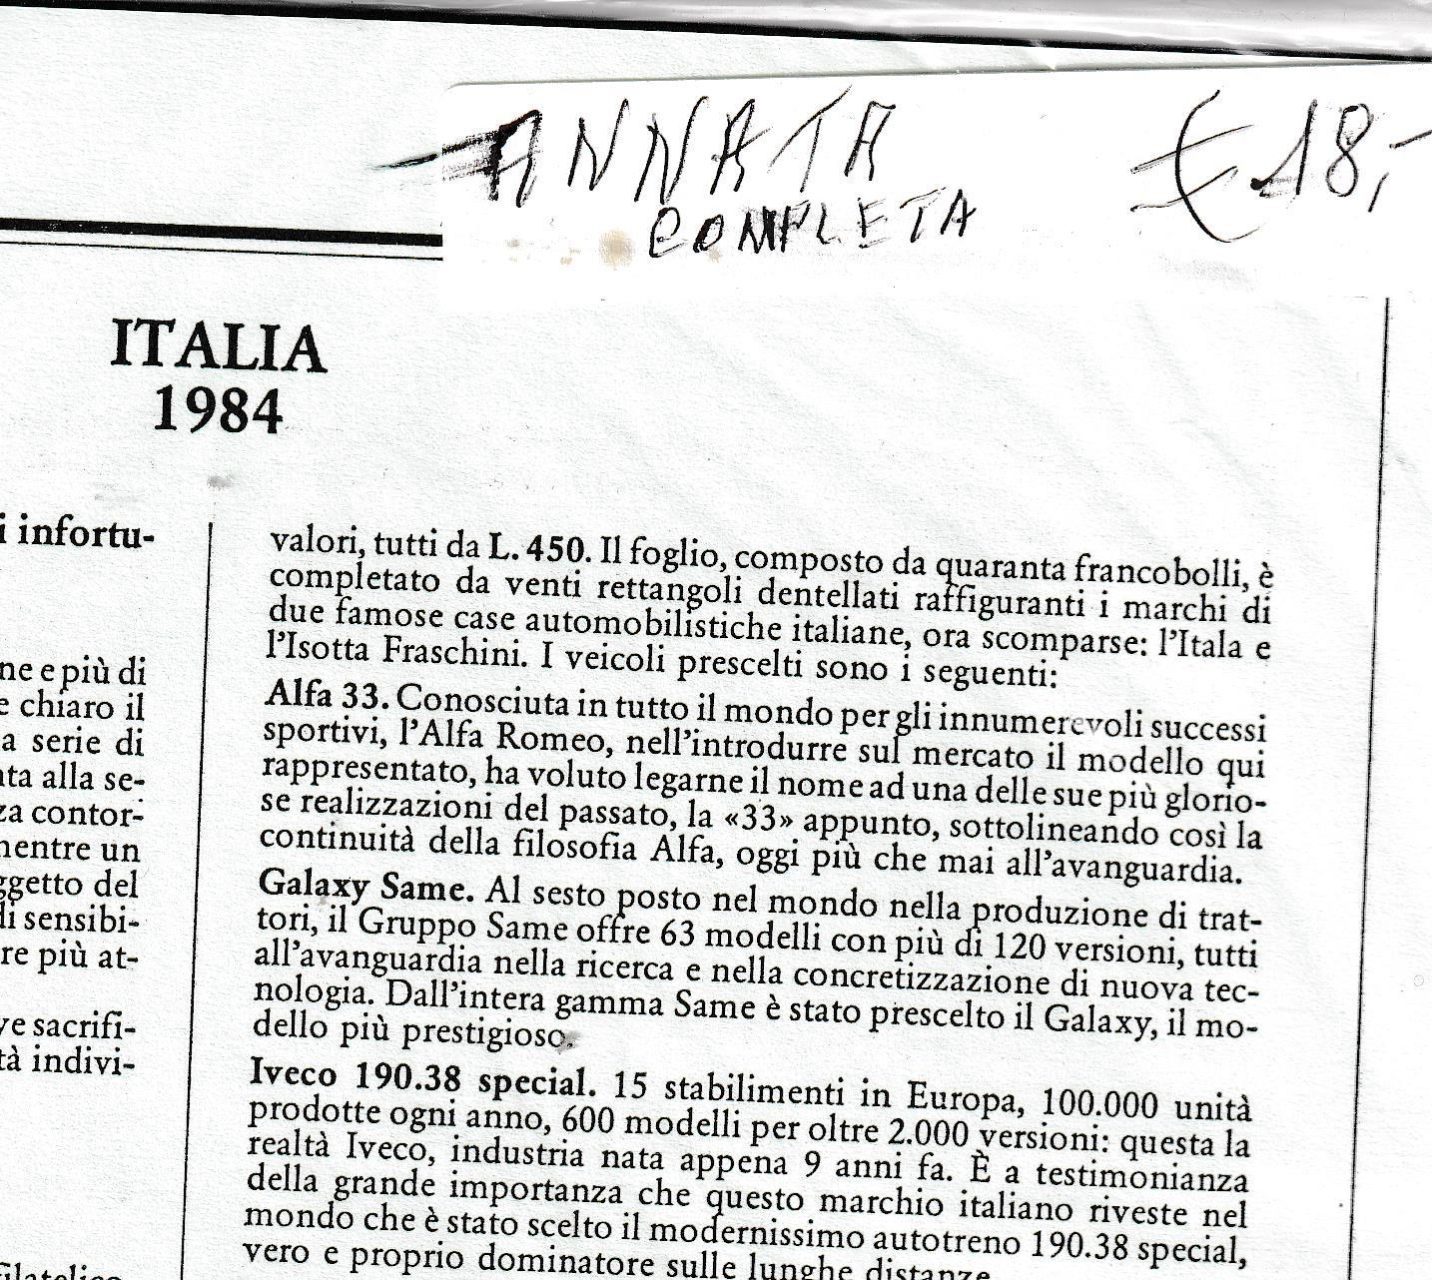 ANNATA
COMPLETA
€ 18,-
ITALIA
1984
i infortu-
ne e più di
e chiaro il
a serie di
ata alla se-
za contor-
mentre un
ggetto del
di sensibi-
re più at-
ve sacrifi-
tà indivi-
filatelico
valori, tutti da L. 450. Il foglio, composto da quaranta francobolli, è
completato da venti rettangoli dentellati raffiguranti i marchi di
due famose case automobilistiche italiane, ora scomparse: l'Itala e
l'Isotta Fraschini. I veicoli prescelti sono i seguenti:
Alfa 33. Conosciuta in tutto il mondo per gli innumerevoli successi
sportivi, l'Alfa Romeo, nell'introdurre sul mercato il modello qui
rappresentato, ha voluto legarne il nome ad una delle sue più glorio-
se realizzazioni del passato, la «33» appunto, sottolineando così la
continuità della filosofia Alfa, oggi più che mai all'avanguardia.
Galaxy Same. Al sesto posto nel mondo nella produzione di trat-
tori, il Gruppo Same offre 63 modelli con più di 120 versioni, tutti
all'avanguardia nella ricerca e nella concretizzazione di nuova tec-
nologia. Dall'intera gamma Same è stato prescelto il Galaxy, il mo-
dello più prestigioso.
Iveco 190.38 special. 15 stabilimenti in Europa, 100.000 unità
prodotte ogni anno, 600 modelli per oltre 2.000 versioni: questa la
realtà Iveco, industria nata appena 9 anni fa. È a testimonianza
della grande importanza che questo marchio italiano riveste nel
mondo che è stato scelto il modernissimo autotreno 190.38 special,
vero e proprio dominatore sulle lunghe distanze